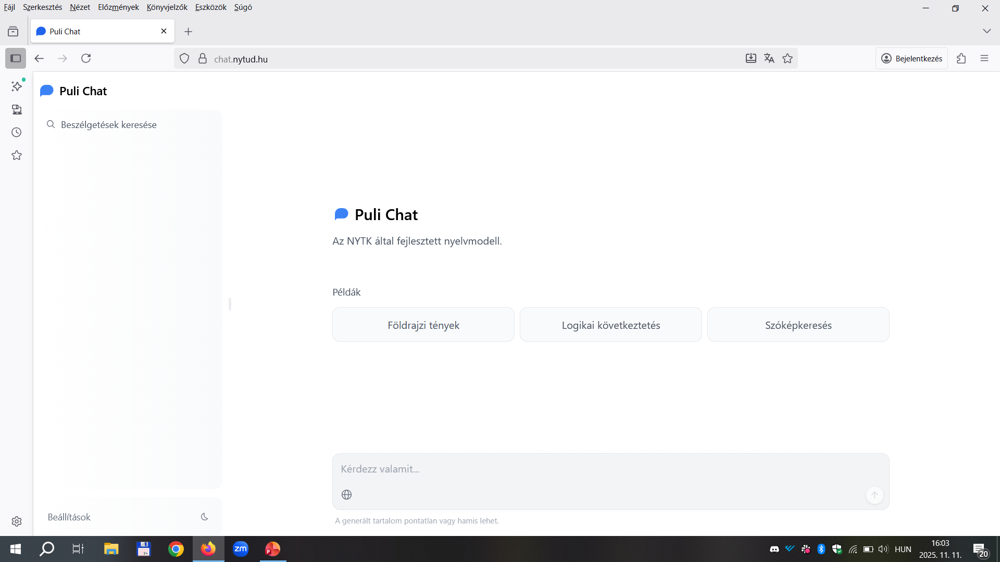 Fájl Szerkesztés Nézet Előzmények Könyvjelzők Eszközök Súgó
Puli Chat
chat.nytud.hu
Bejelentkezés
Puli Chat
Beszélgetések keresése
Puli Chat
Az NYTK által fejlesztett nyelvmodell.
Példák
Földrajzi tények
Logikai következtetés
Szóképkeresés
Kérdezz valamit...
A generált tartalom pontatlan vagy hamis lehet.
Beállítások
64
zm
P
HUN
16:03
2025. 11. 11.
20